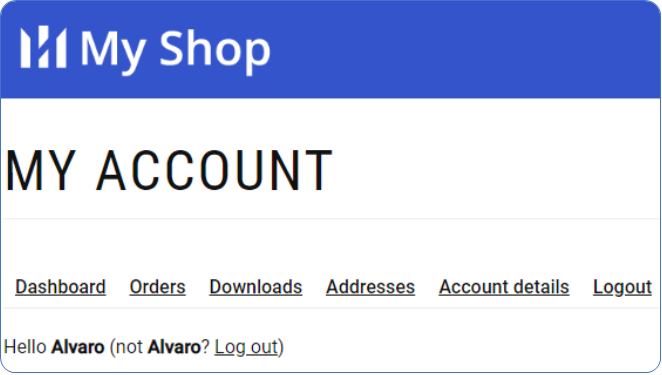 My Shop
MY ACCOUNT
Dashboard Orders Downloads Addresses Account details Logout
Hello Alvaro (not Alvaro? Log out)